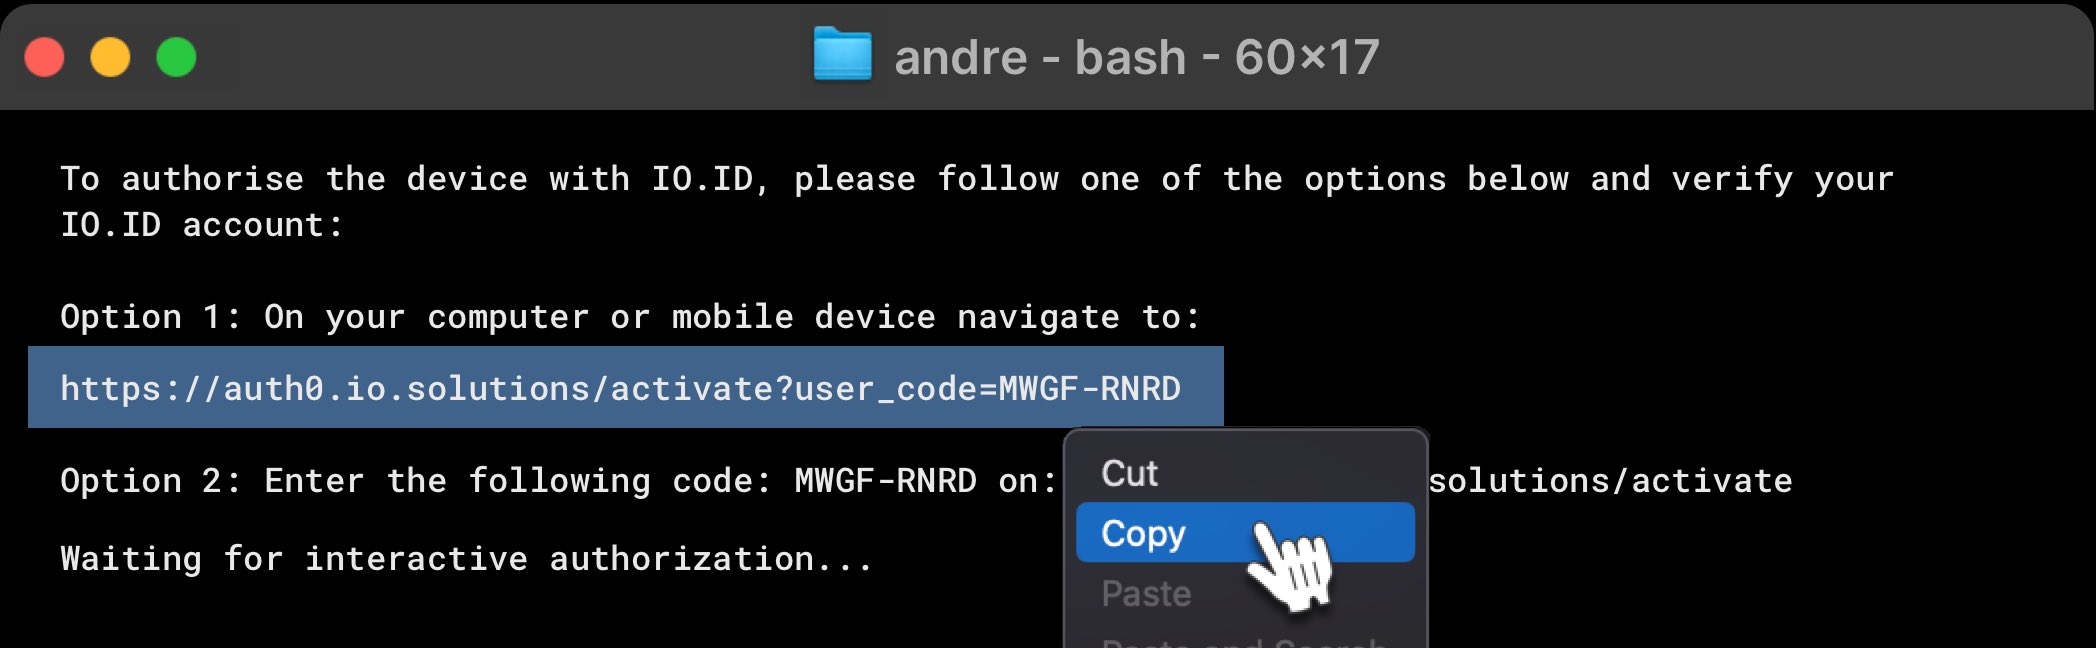 andre - bash - 60×17
To authorise the device with IO.ID, please follow one of the options below and verify your
IO.ID account:
Option 1: On your computer or mobile device navigate to:
https://auth0.io.solutions/activate?user_code=MWGF-RNRD
Option 2: Enter the following code: MWGF-RNRD on: solutions/activate
Cut
Copy
Waiting for interactive authorization...
Paste
Paste and Search